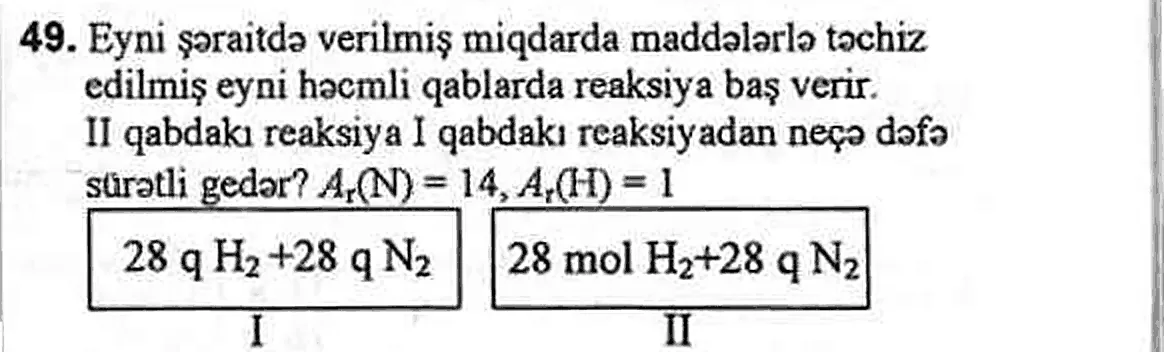 49. Eyni şəraitdə verilmiş miqdarda maddələrlə təchiz
edilmiş eyni həcmli qablarda reaksiya baş verir.
II qabdakı reaksiya I qabdakı reaksiyadan neçə dəfə
sürətli gedər? Aᵣ(N) = 14, Aᵣ(H) = 1
28 q H₂+28 q N₂ 28 mol H₂+28 q N₂
I II